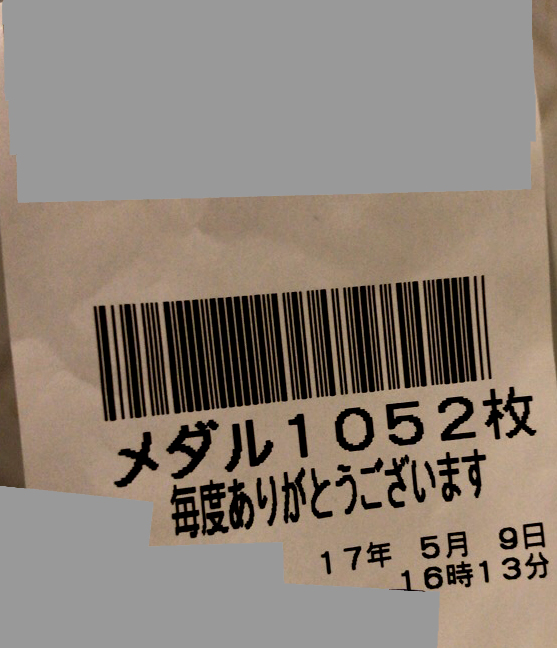 メダル1052枚
毎度ありがとうございます
17年 5月 9日
16時13分